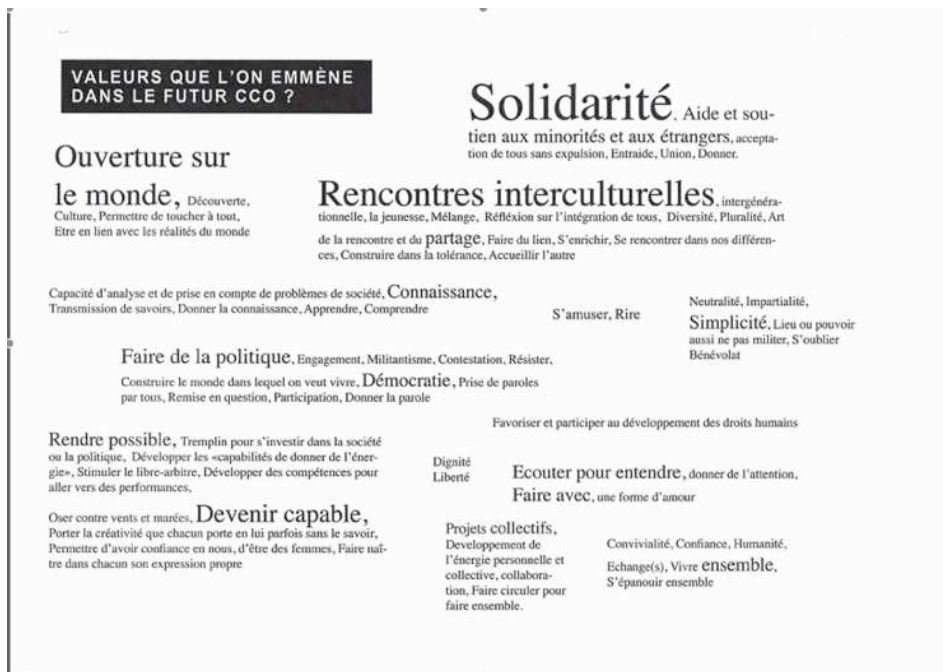 VALEURS QUE L'ON EMMÈNE
DANS LE FUTUR CCO ?
Solidarité, Aide et sou-
tien aux minorités et aux étrangers, accepta-
tion de tous sans expulsion, Entraide, Union, Donner.
Ouverture sur
le monde, Découverte,
Culture, Permettre de toucher à tout,
Etre en lien avec les réalités du monde
Rencontres interculturelles, intergénéra-
tionnelle, la jeunesse, Mélange, Réfléxion sur l'intégration de tous, Diversité, Pluralité, Art
de la rencontre et du partage, Faire du lien, S'enrichir, Se rencontrer dans nos différen-
ces, Construire dans la tolérance, Accueillir l'autre
Capacité d'analyse et de prise en compte de problèmes de société, Connaissance,
Transmission de savoirs, Donner la connaissance, Apprendre, Comprendre
S'amuser, Rire
Neutralité, Impartialité,
Simplicité, Lieu ou pouvoir
aussi ne pas militer, S'oublier
Bénévolat
Faire de la politique, Engagement, Militantisme, Contestation, Résister,
Construire le monde dans lequel on veut vivre, Démocratie, Prise de paroles
par tous, Remise en question, Participation, Donner la parole
Favoriser et participer au développement des droits humains
Rendre possible, Tremplin pour s'investir dans la société
ou la politique, Développer les «capabilités de donner de l'éner-
gie», Stimuler le libre-arbitre, Développer des compétences pour
aller vers des performances,
Dignité
Liberté
Ecouter pour entendre, donner de l'attention,
Faire avec, une forme d'amour
Oser contre vents et marées, Devenir capable,
Porter la créativité que chacun porte en lui parfois sans le savoir,
Permettre d'avoir confiance en nous, d'être des femmes, Faire naî-
tre dans chacun son expression propre
Projets collectifs,
Developpement de
l'énergie personnelle et
collective, collabora-
tion, Faire circuler pour
faire ensemble.
Convivialité, Confiance, Humanité,
Echange(s), Vivre ensemble,
S'épanouir ensemble